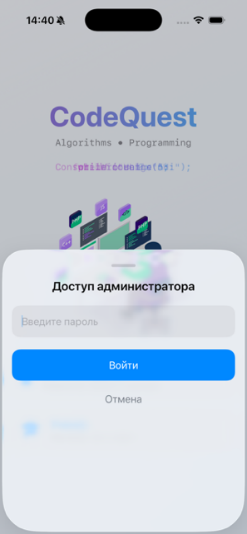 14:40
CodeQuest
Algorithms • Programming
Доступ администратора
Введите пароль
Войти
Отмена